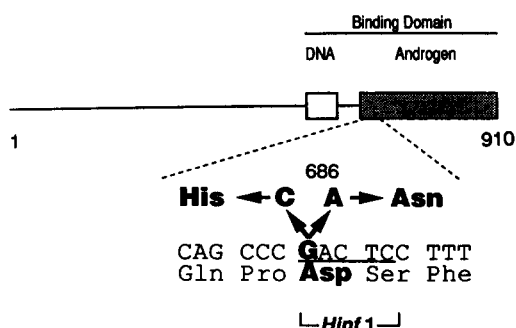 Binding Domain
DNA Androgen
1 910
686
His C A Asn
CAG CCC GAC TCC TTT
Gln Pro Asp Ser Phe
Hinf 1